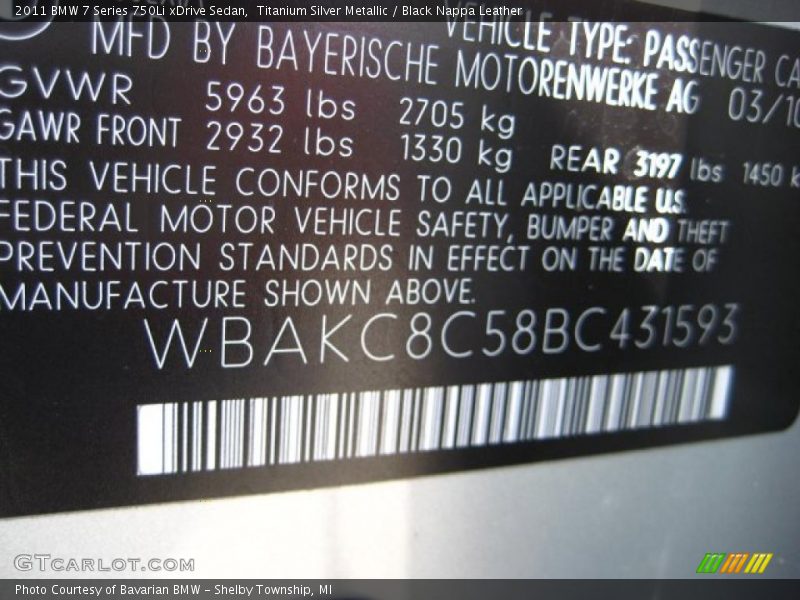 2011 BMW 7 Series 750Li xDrive Sedan,  Titanium Silver Metallic / Black Nappa Leather
VEHICLE TYPE PASSENGER CA
MFD BY BAYERISCHE MOTORENWERKE AG 03/10
GVWR 5963 lbs 2705 kg
GAWR FRONT 2932 lbs 1330 kg REAR 3197 lbs 1450 k
THIS VEHICLE CONFORMS TO ALL APPLICABLE U.S.
FEDERAL MOTOR VEHICLE SAFETY, BUMPER AND THEFT
PREVENTION STANDARDS IN EFFECT ON THE DATE OF
MANUFACTURE SHOWN ABOVE.
WBAKC8C58BC431593
GTCARLOT.COM
Photo Courtesy of Bavarian BMW – Shelby Township, MI